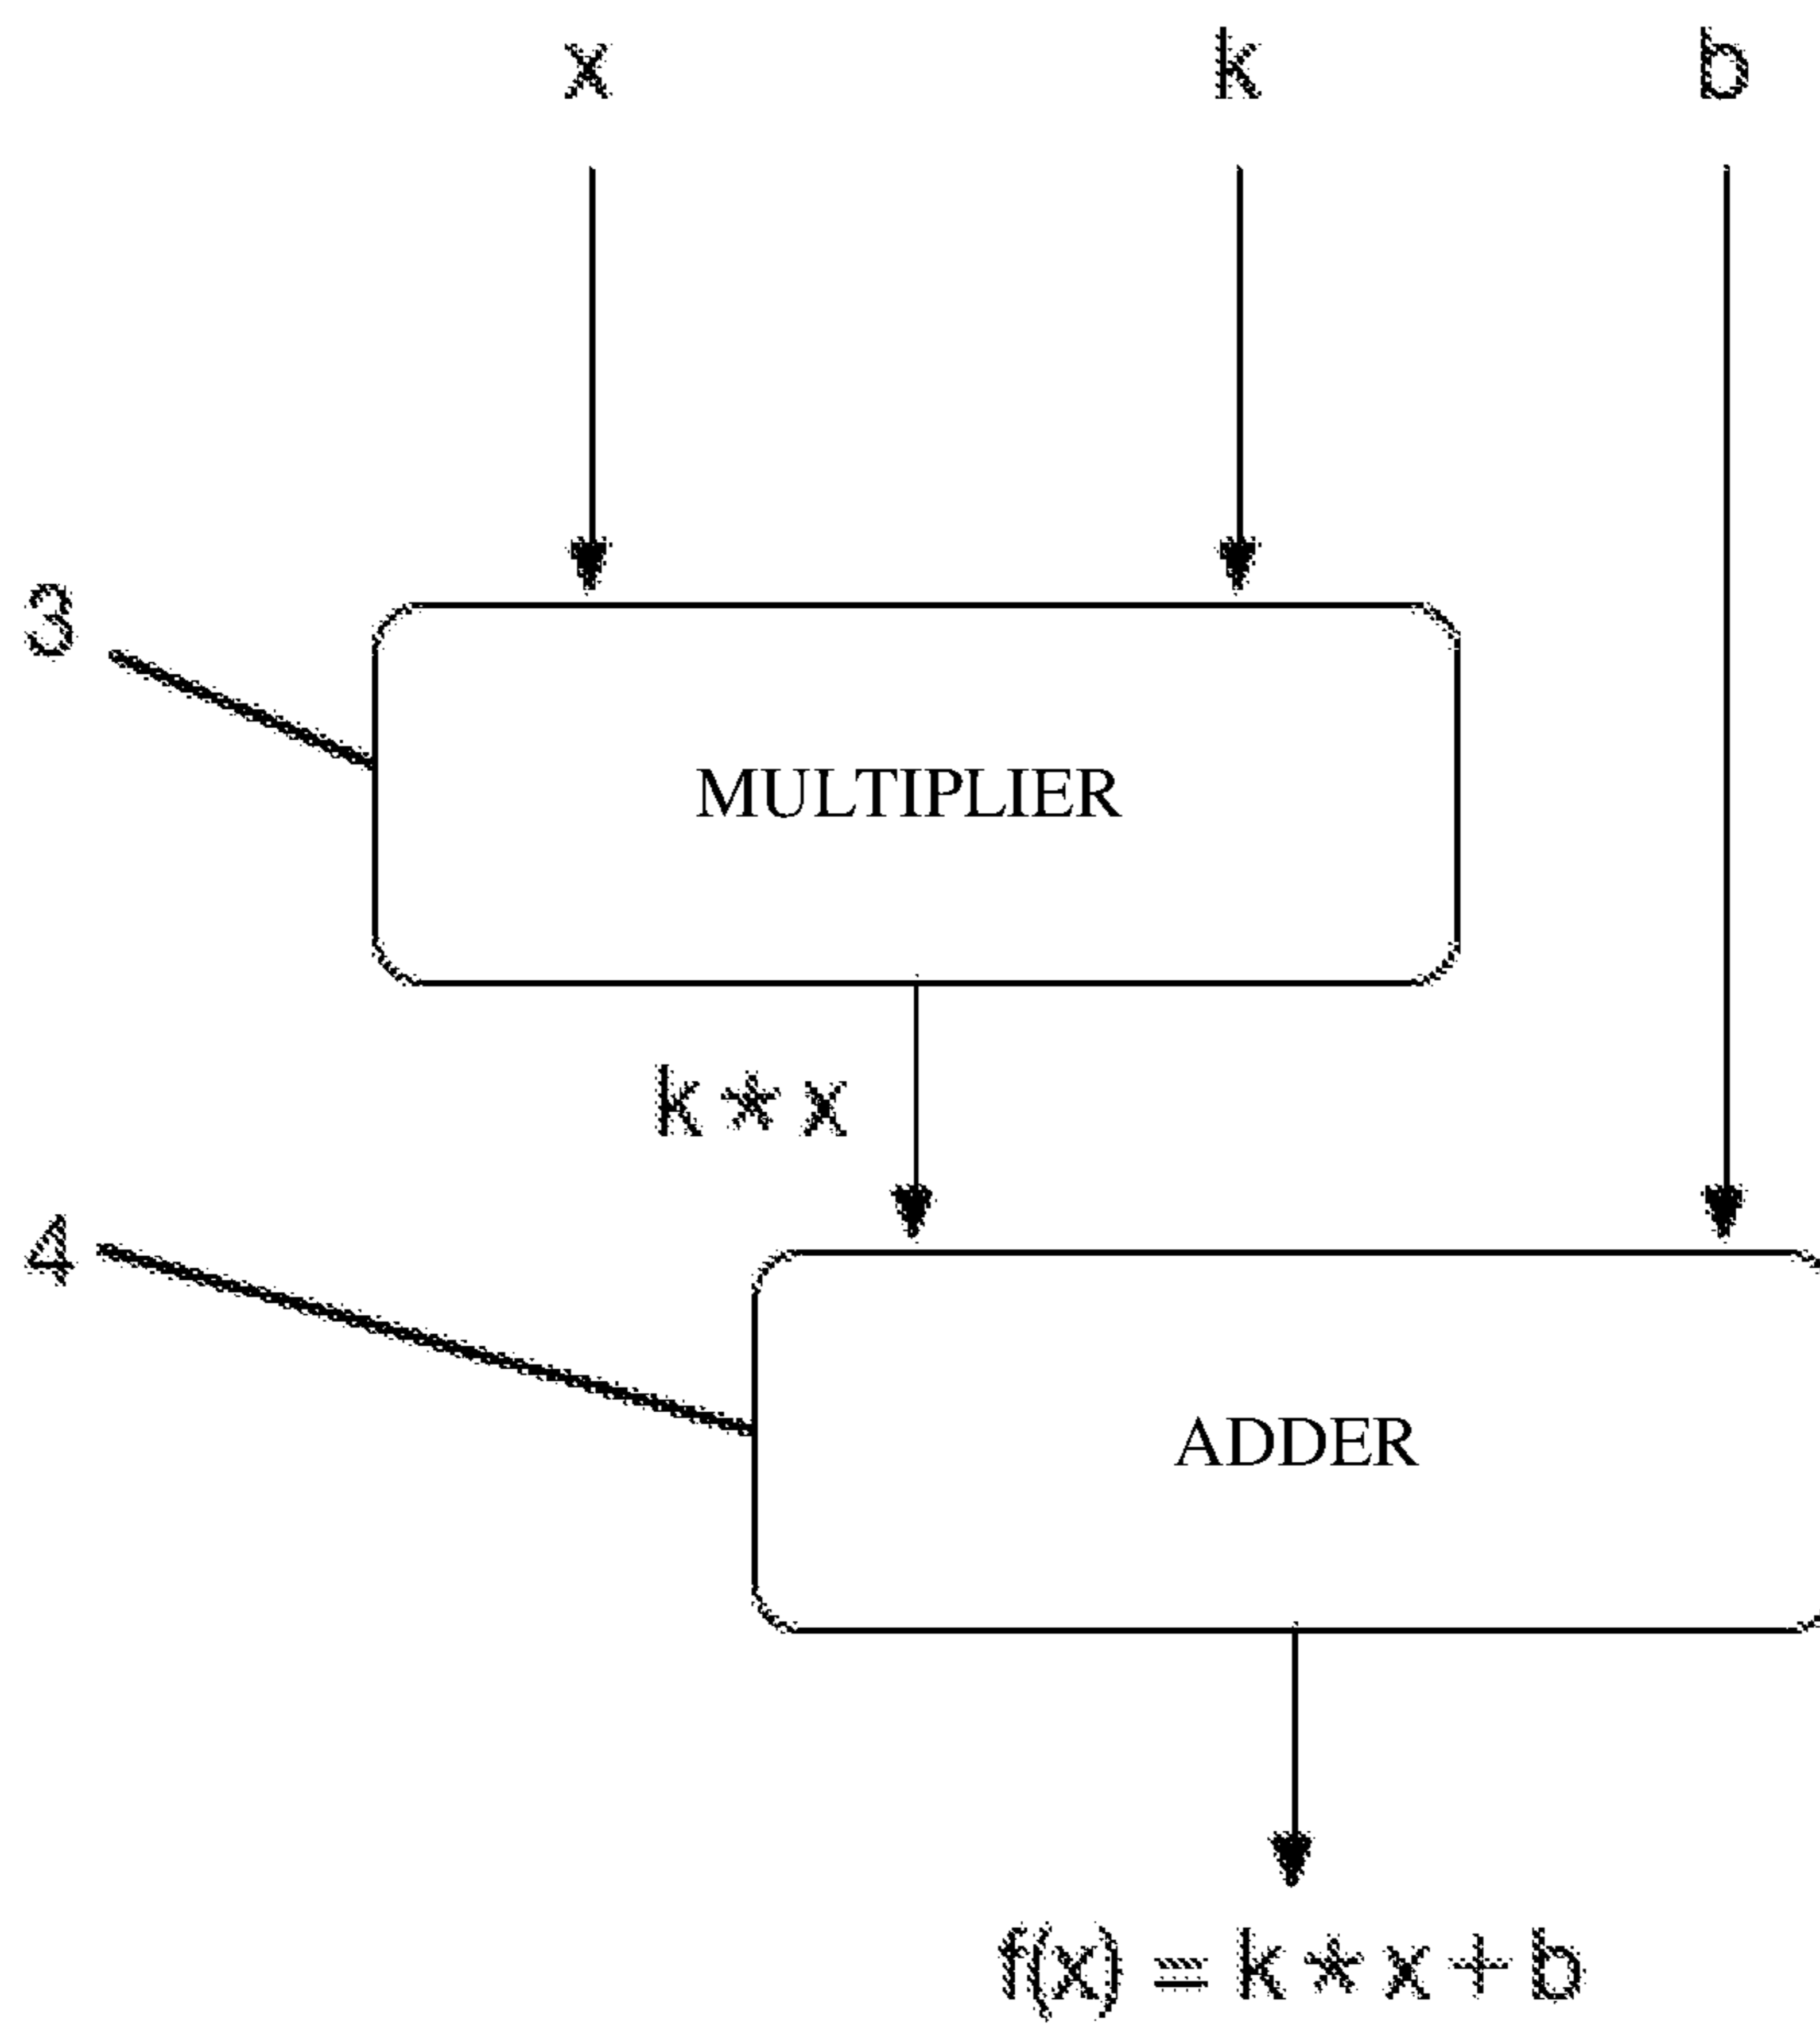 x k b
3
MULTIPLIER
k * x
4
ADDER
f(x) = k * x + b